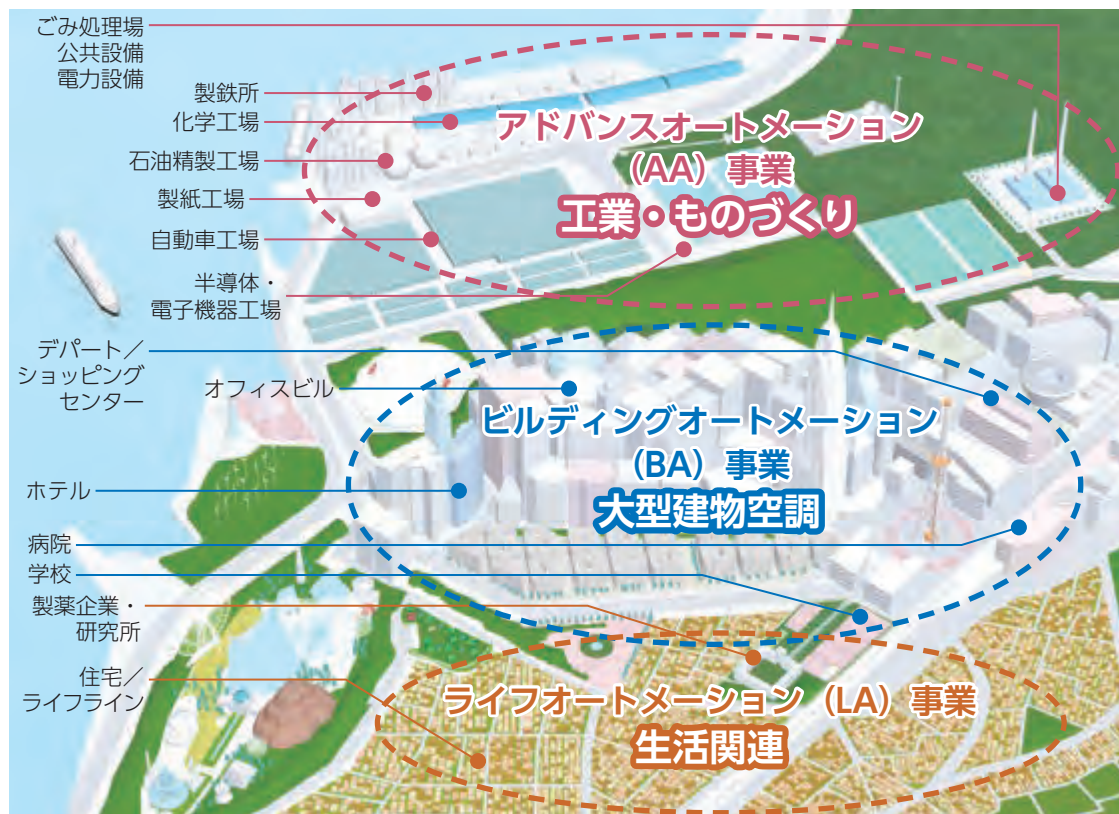 ごみ処理場
公共設備
電力設備
製鉄所
化学工場
石油精製工場
製紙工場
自動車工場
半導体・
電子機器工場
アドバンスオートメーション
（AA）事業
工業・ものづくり
デパート／
ショッピング
センター
オフィスビル
ホテル
病院
学校
ビルディングオートメーション
（BA）事業
大型建物空調
製薬企業・
研究所
住宅／
ライフライン
ライフオートメーション（LA）事業
生活関連